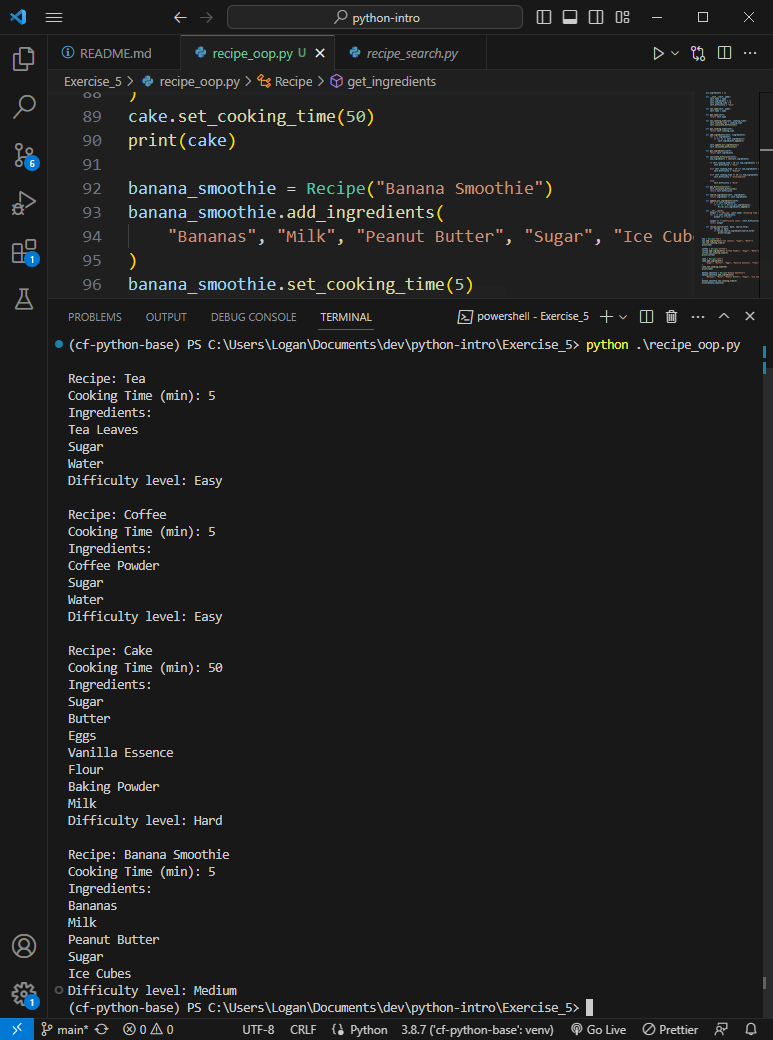 python-intro
README.md
recipe_oop.py U
recipe_search.py
Exercise_5 > recipe_oop.py > Recipe > get_ingredients
88 )
89 cake.set_cooking_time(50)
90 print(cake)
91
92 banana_smoothie = Recipe("Banana Smoothie")
93 banana_smoothie.add_ingredients(
94 "Bananas", "Milk", "Peanut Butter", "Sugar", "Ice Cub
95 )
96 banana_smoothie.set_cooking_time(5)
PROBLEMS OUTPUT DEBUG CONSOLE TERMINAL powershell - Exercise_5
(cf-python-base) PS C:\Users\Logan\Documents\dev\python-intro\Exercise_5> python .\recipe_oop.py
Recipe: Tea
Cooking Time (min): 5
Ingredients:
Tea Leaves
Sugar
Water
Difficulty level: Easy
Recipe: Coffee
Cooking Time (min): 5
Ingredients:
Coffee Powder
Sugar
Water
Difficulty level: Easy
Recipe: Cake
Cooking Time (min): 50
Ingredients:
Sugar
Butter
Eggs
Vanilla Essence
Flour
Baking Powder
Milk
Difficulty level: Hard
Recipe: Banana Smoothie
Cooking Time (min): 5
Ingredients:
Bananas
Milk
Peanut Butter
Sugar
Ice Cubes
Difficulty level: Medium
(cf-python-base) PS C:\Users\Logan\Documents\dev\python-intro\Exercise_5>
6
1
1
main* 0 0 UTF-8 CRLF Python 3.8.7 ('cf-python-base': venv) Go Live Prettier